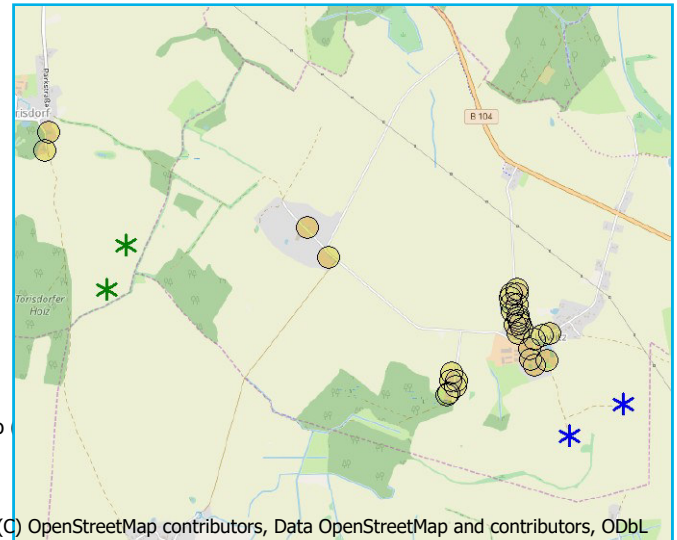 Parkstraße
risdorf
B 104
Torisdorfer
Holz
(C) OpenStreetMap contributors, Data OpenStreetMap and contributors, ODbL